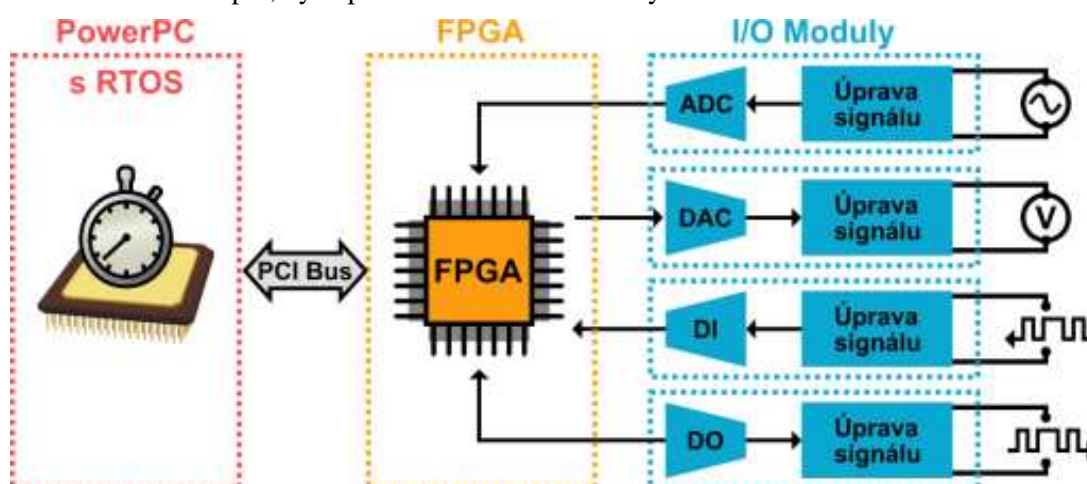 PowerPC
s RTOS
PCI Bus
FPGA
FPGA
I/O Moduly
ADC
Úprava
signálu
DAC
Úprava
signálu
V
DI
Úprava
signálu
DO
Úprava
signálu